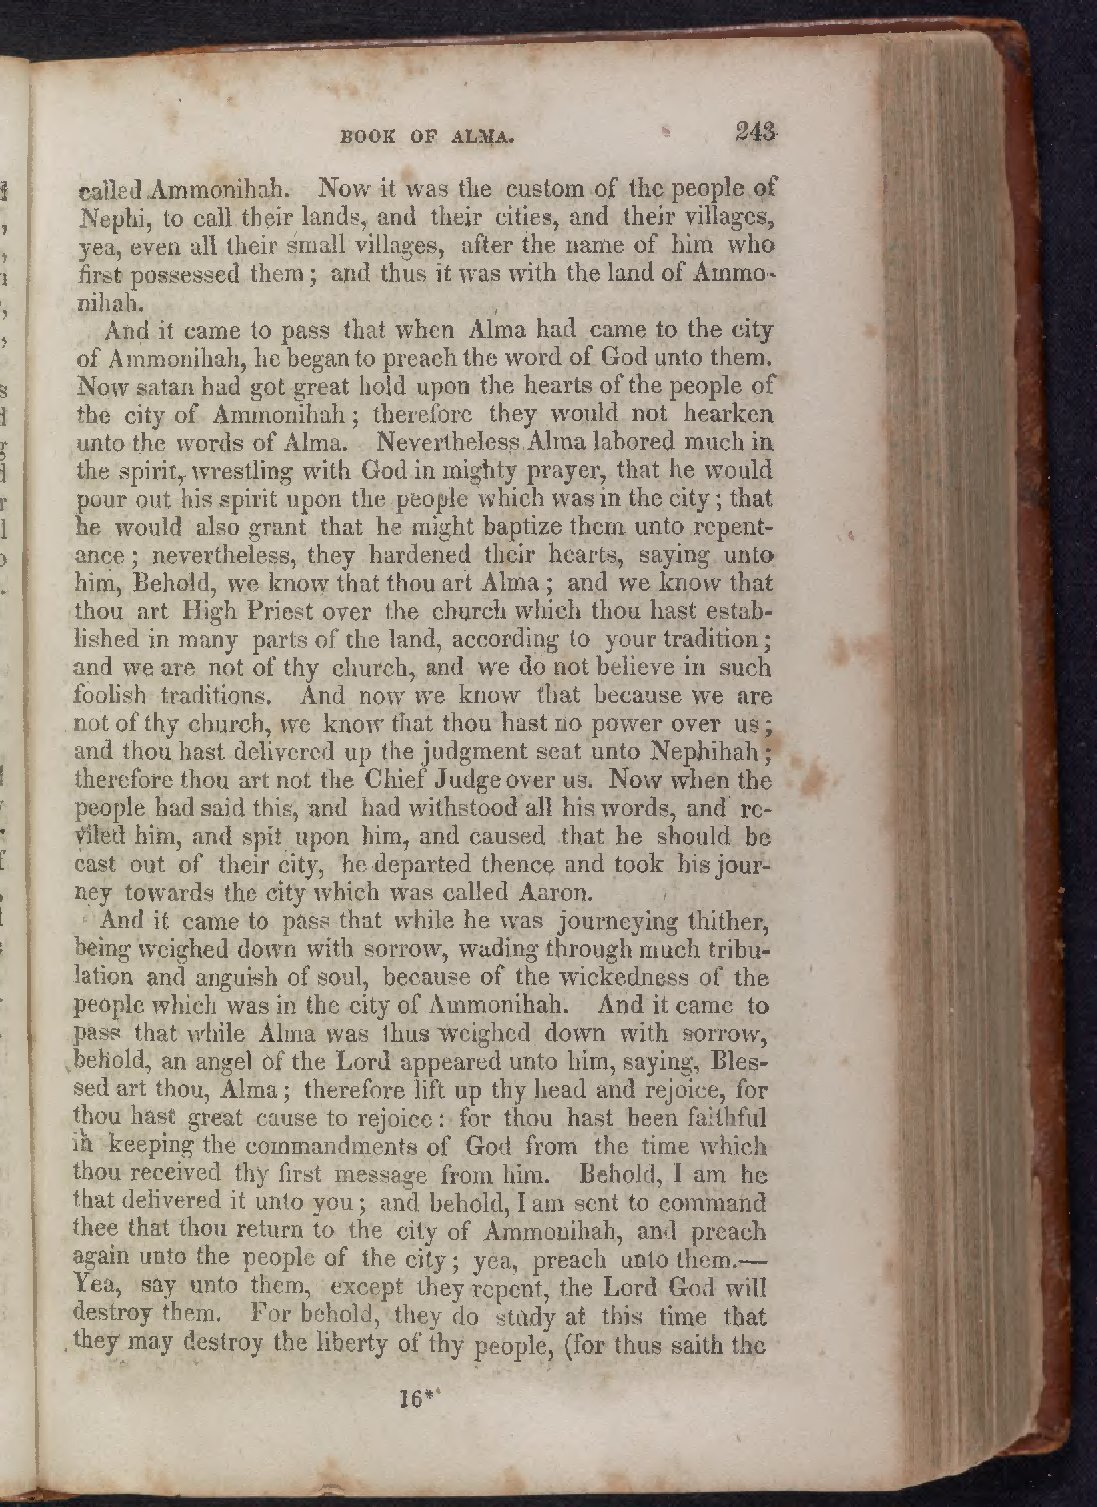 BOOK OF ALMA. 243
called Ammonihah. Now it was the custom of the people of
Nephi, to call their lands, and their cities, and their villages,
yea, even all their small villages, after the name of him who
first possessed them; and thus it was with the land of Ammo-
nihah.
And it came to pass that when Alma had came to the city
of Ammonihah, he began to preach the word of God unto them.
Now satan had got great hold upon the hearts of the people of
the city of Ammonihah; therefore they would not hearken
unto the words of Alma. Nevertheless Alma labored much in
the spirit, wrestling with God in mighty prayer, that he would
pour out his spirit upon the people which was in the city; that
he would also grant that he might baptize them unto repent-
ance; nevertheless, they hardened their hearts, saying unto
him, Behold, we know that thou art Alma; and we know that
thou art High Priest over the church which thou hast estab-
lished in many parts of the land, according to your tradition;
and we are not of thy church, and we do not believe in such
foolish traditions. And now we know that because we are
not of thy church, we know that thou hast no power over us;
and thou hast delivered up the judgment seat unto Nephihah;
therefore thou art not the Chief Judge over us. Now when the
people had said this, and had withstood all his words, and re-
viled him, and spit upon him, and caused that he should be
cast out of their city, he departed thence and took his jour-
ney towards the city which was called Aaron.
And it came to pass that while he was journeying thither,
being weighed down with sorrow, wading through much tribu-
lation and anguish of soul, because of the wickedness of the
people which was in the city of Ammonihah. And it came to
pass that while Alma was thus weighed down with sorrow,
behold, an angel of the Lord appeared unto him, saying, Bles-
sed art thou, Alma; therefore lift up thy head and rejoice, for
thou hast great cause to rejoice: for thou hast been faithful
in keeping the commandments of God from the time which
thou received thy first message from him. Behold, I am he
that delivered it unto you; and behold, I am sent to command
thee that thou return to the city of Ammonihah, and preach
again unto the people of the city; yea, preach unto them.—
Yea, say unto them, except they repent, the Lord God will
destroy them. For behold, they do study at this time that
they may destroy the liberty of thy people, (for thus saith the
16*